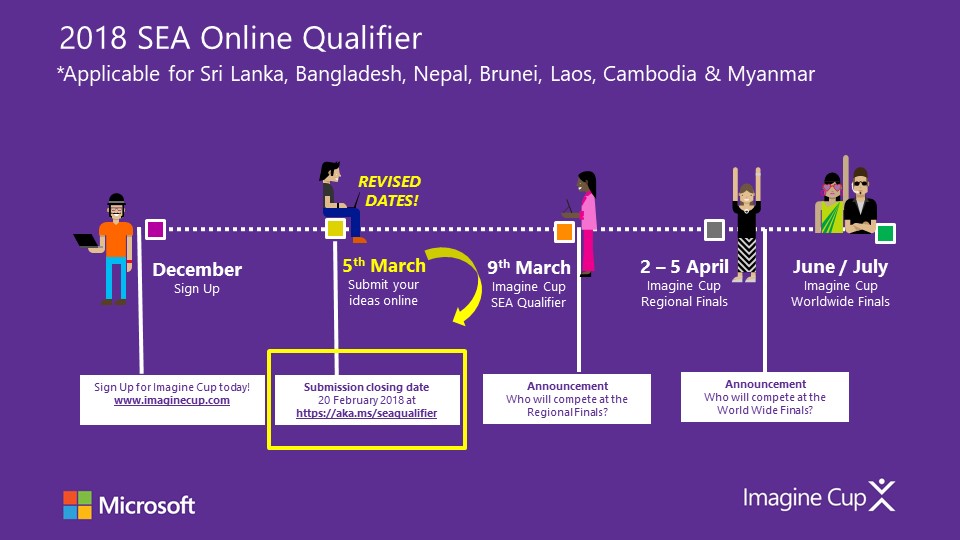 2018 SEA Online Qualifier
*Applicable for Sri Lanka, Bangladesh, Nepal, Brunei, Laos, Cambodia & Myanmar
REVISED
DATES!
December
Sign Up
5th March
Submit your
ideas online
9th March
Imagine Cup
SEA Qualifier
2 – 5 April
Imagine Cup
Regional Finals
June / July
Imagine Cup
Worldwide Finals
Sign Up for Imagine Cup today!
www.imaginecup.com
Submission closing date
20 February 2018 at
https://aka.ms/seaqualifier
Announcement
Who will compete at the
Regional Finals?
Announcement
Who will compete at the
World Wide Finals?
Microsoft
Imagine Cup